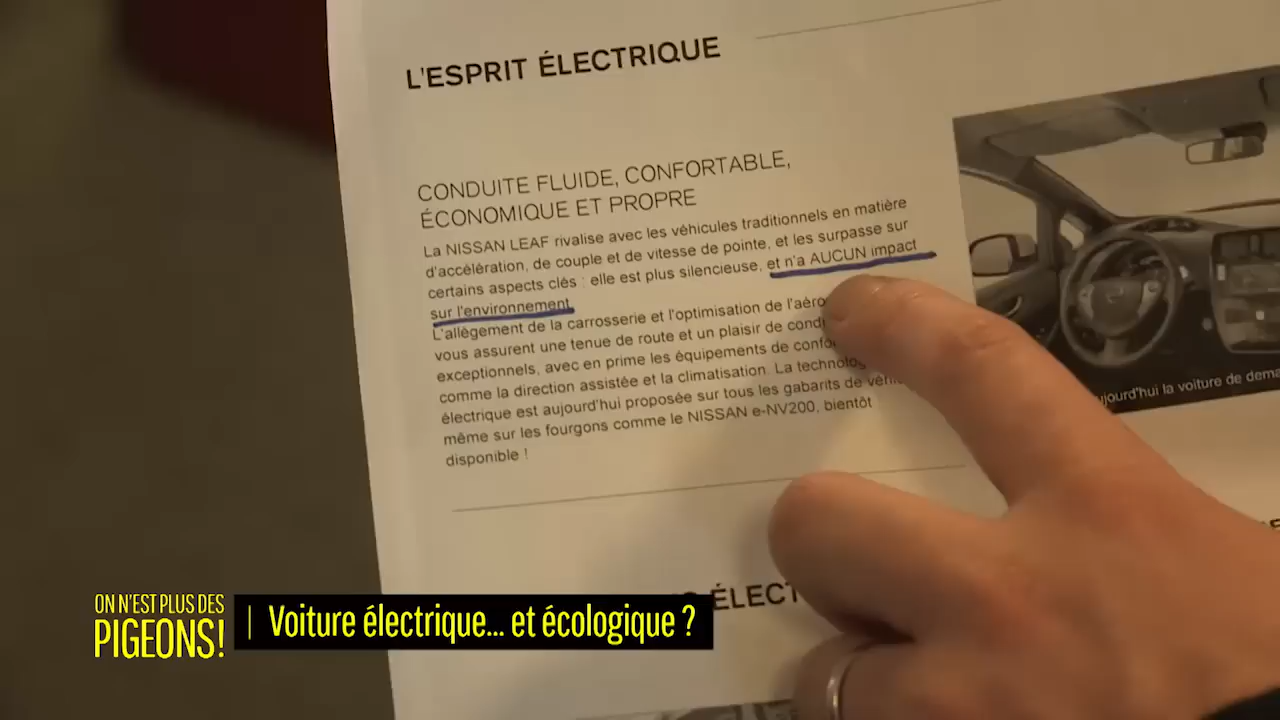 L'ESPRIT ÉLECTRIQUE
CONDUITE FLUIDE, CONFORTABLE,
ÉCONOMIQUE ET PROPRE
La NISSAN LEAF rivalise avec les véhicules traditionnels en matière
d'accélération, de couple et de vitesse de pointe, et les surpasse sur
certains aspects clés : elle est plus silencieuse, et n'a AUCUN impact
sur l'environnement.
L'allègement de la carrosserie et l'optimisation de l'aéro
vous assurent une tenue de route et un plaisir de cond
exceptionnels, avec en prime les équipements de confo
comme la direction assistée et la climatisation. La technolog
électrique est aujourd'hui proposée sur tous les gabarits de véhic
même sur les fourgons comme le NISSAN e-NV200, bientôt
disponible !
ujourd'hui la voiture de dema
ÉLECT
ON N'EST PLUS DES
PIGEONS!
Voiture électrique... et écologique ?